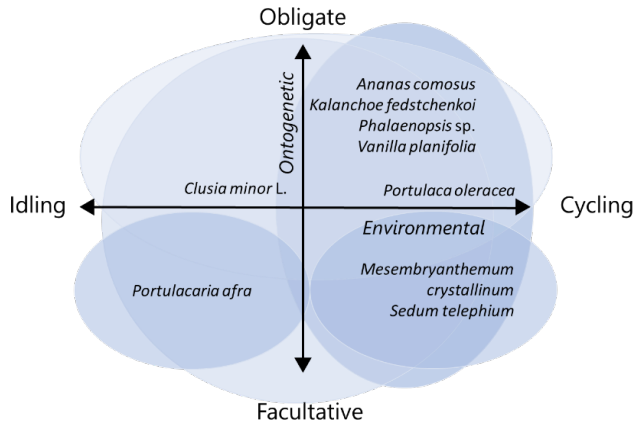 Obligate
Ontogenetic
Ananas comosus
Kalanchoe fedstchenkoi
Phalaenopsis sp.
Vanilla planifolia
Clusia minor L.
Portulaca oleracea
Idling
Cycling
Environmental
Mesembryanthemum
crystallinum
Sedum telephium
Portulacaria afra
Facultative